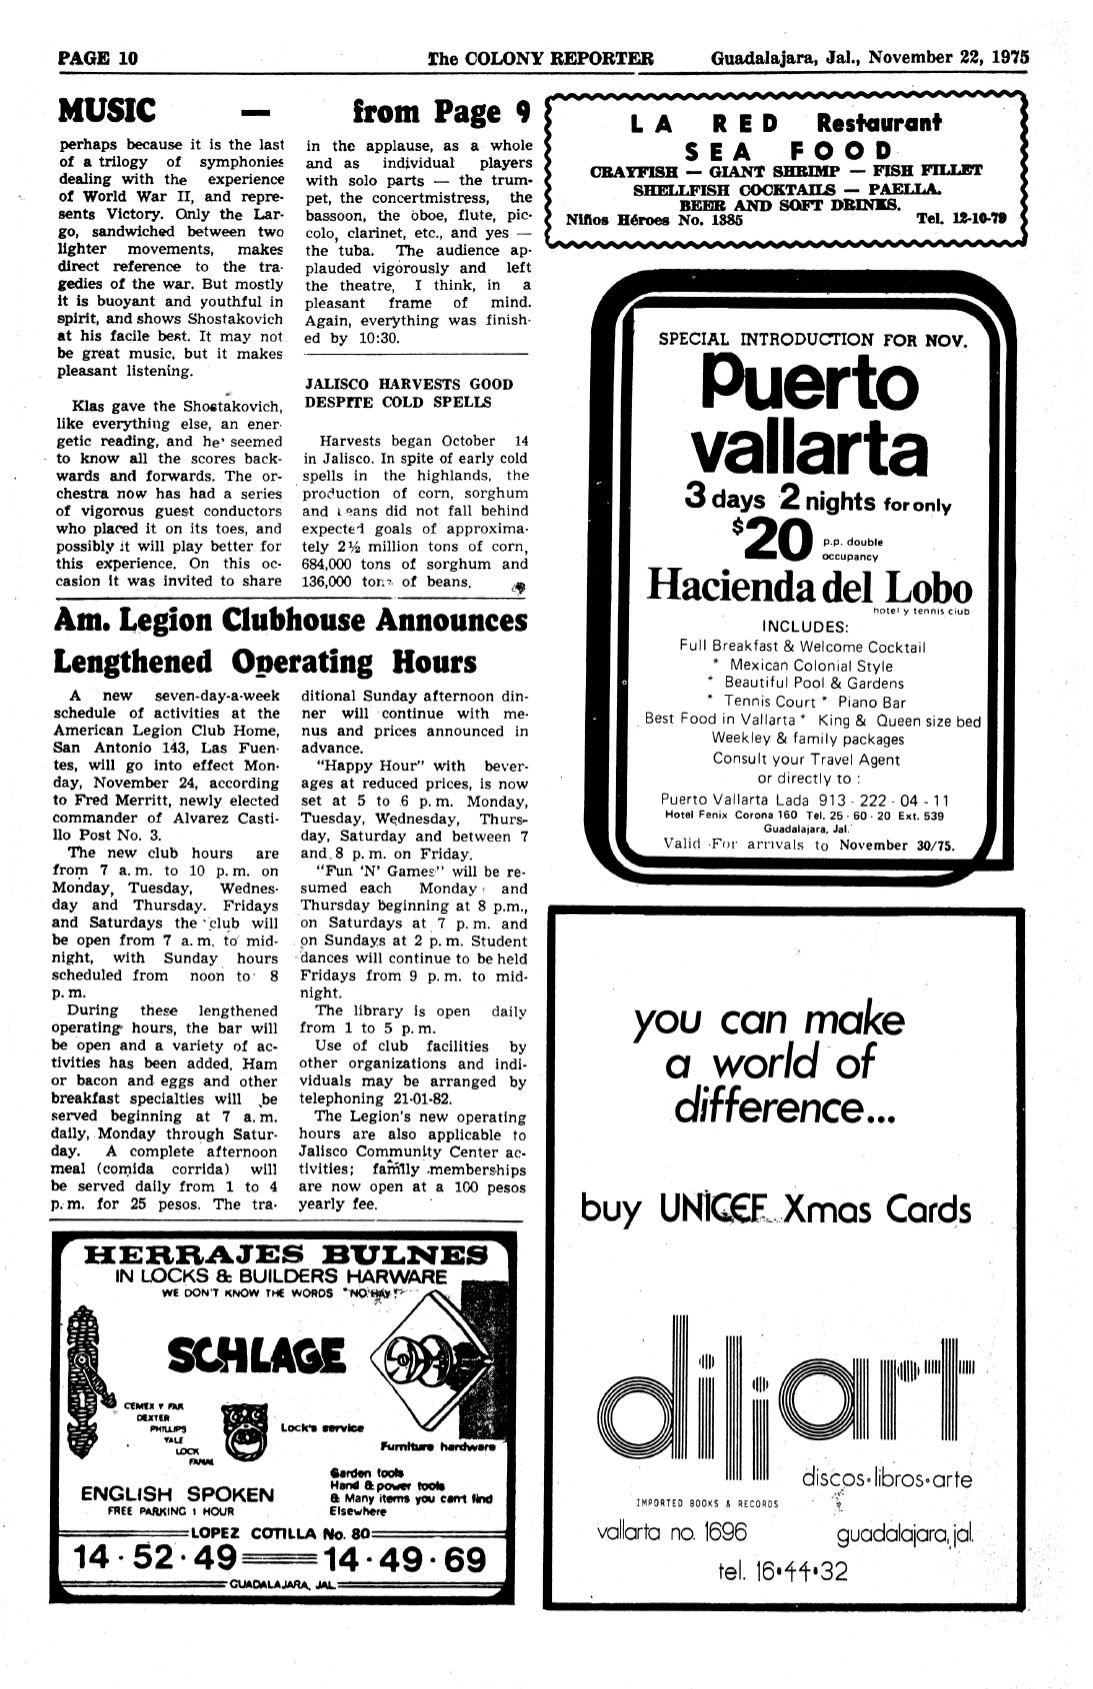 PAGE 10
The COLONY REPORTER
Guadalajara, Jal., November 22, 1975
MUSIC — from Page 9
perhaps because it is the last
of a trilogy of symphonies
dealing with the experience
of World War II, and repre-
sents Victory. Only the Lar-
go, sandwiched between two
lighter movements, makes
direct reference to the tra-
gedies of the war. But mostly
it is buoyant and youthful in
spirit, and shows Shostakovich
at his facile best. It may not
be great music, but it makes
pleasant listening.
Klas gave the Shostakovich,
like everything else, an ener-
getic reading, and he seemed
to know all the scores back-
wards and forwards. The or-
chestra now has had a series
of vigorous guest conductors
who placed it on its toes, and
possibly it will play better for
this experience. On this oc-
casion it was invited to share
in the applause, as a whole
and as individual players
with solo parts — the trum-
pet, the concertmistress, the
bassoon, the oboe, flute, pic-
colo, clarinet, etc., and yes —
the tuba. The audience ap-
plauded vigorously and left
the theatre, I think, in a
pleasant frame of mind.
Again, everything was finish-
ed by 10:30.
JALISCO HARVESTS GOOD
DESPITE COLD SPELLS
Harvests began October 14
in Jalisco. In spite of early cold
spells in the highlands, the
production of corn, sorghum
and beans did not fall behind
expected goals of approxima-
tely 2½ million tons of corn,
684,000 tons of sorghum and
136,000 tons of beans.
Am. Legion Clubhouse Announces
Lengthened Operating Hours
A new seven-day-a-week
schedule of activities at the
American Legion Club Home,
San Antonio 143, Las Fuen-
tes, will go into effect Mon-
day, November 24, according
to Fred Merritt, newly elected
commander of Alvarez Casti-
llo Post No. 3.
The new club hours are
from 7 a. m. to 10 p. m. on
Monday, Tuesday, Wednes-
day and Thursday. Fridays
and Saturdays the club will
be open from 7 a. m. to mid-
night, with Sunday hours
scheduled from noon to 8
p. m.
During these lengthened
operating hours, the bar will
be open and a variety of ac-
tivities has been added. Ham
or bacon and eggs and other
breakfast specialties will be
served beginning at 7 a. m.
daily, Monday through Satur-
day. A complete afternoon
meal (comida corrida) will
be served daily from 1 to 4
p. m. for 25 pesos. The tra-
ditional Sunday afternoon din-
ner will continue with me-
nus and prices announced in
advance.
"Happy Hour" with bever-
ages at reduced prices, is now
set at 5 to 6 p. m. Monday,
Tuesday, Wednesday, Thurs-
day, Saturday and between 7
and 8 p. m. on Friday.
"Fun 'N' Games" will be re-
sumed each Monday and
Thursday beginning at 8 p.m.,
on Saturdays at 7 p. m. and
on Sundays at 2 p. m. Student
dances will continue to be held
Fridays from 9 p. m. to mid-
night.
The library is open daily
from 1 to 5 p. m.
Use of club facilities by
other organizations and indi-
viduals may be arranged by
telephoning 21-01-82.
The Legion's new operating
hours are also applicable to
Jalisco Community Center ac-
tivities; family memberships
are now open at a 100 pesos
yearly fee.
HERRAJES BULNES
IN LOCKS & BUILDERS HARWARE
WE DON'T KNOW THE WORDS "NO HAY"
SCHLAGE
CEMEX Y FAK
DEXTER
PHILLIPS
YALE
LOCK
FANAL
Lock's service
Furniture hardware
Garden tools
Hand & power tools
& Many items you cant find
Elsewhere
ENGLISH SPOKEN
FREE PARKING 1 HOUR
LOPEZ COTILLA No. 80
14 · 52 · 49 14 · 49 · 69
GUADALAJARA, JAL.
LA RED Restaurant
SEA FOOD
CRAYFISH — GIANT SHRIMP — FISH FILLET
SHELLFISH COCKTAILS — PAELLA.
BEER AND SOFT DRINKS.
Niños Héroes No. 1385 Tel. 12-10-79
SPECIAL INTRODUCTION FOR NOV.
Puerto
vallarta
3 days 2 nights for only
$20 p.p. double
occupancy
Hacienda del Lobo
hotel y tennis club
INCLUDES:
Full Breakfast & Welcome Cocktail
* Mexican Colonial Style
* Beautiful Pool & Gardens
* Tennis Court * Piano Bar
Best Food in Vallarta * King & Queen size bed
Weekley & family packages
Consult your Travel Agent
or directly to :
Puerto Vallarta Lada 913 - 222 - 04 - 11
Hotel Fenix Corona 160 Tel. 25 - 60 - 20 Ext. 539
Guadalajara, Jal.
Valid For arrivals to November 30/75.
you can make
a world of
difference...
buy UNICEF Xmas Cards
diljart
discos·libros·arte
IMPORTED BOOKS & RECORDS
vallarta no. 1696 guadalajara, jal.
tel. 16·44·32